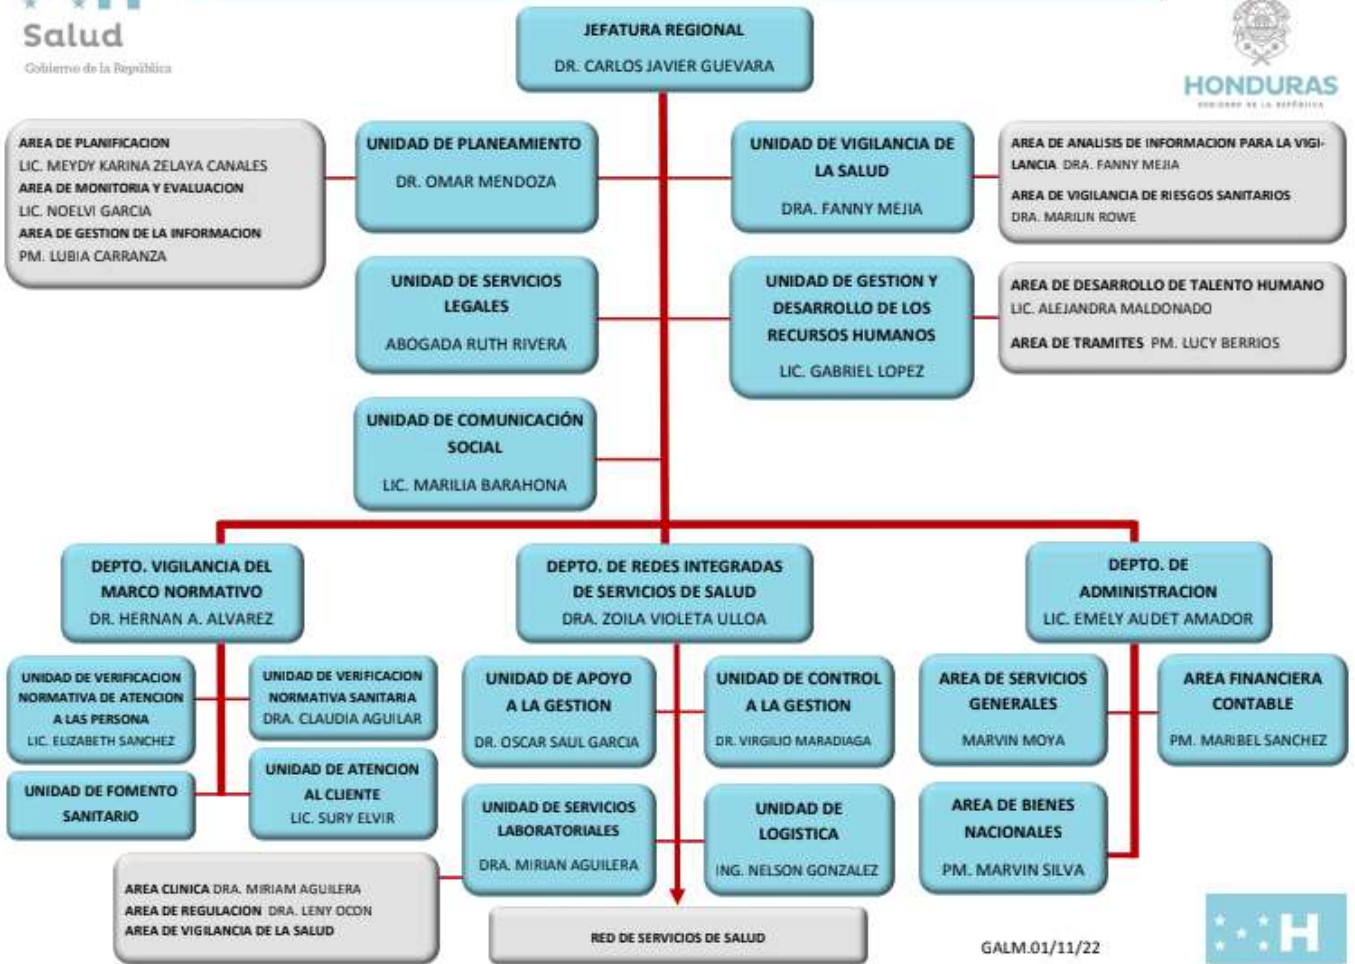 Salud
Gobierno de la República
HONDURAS
GOBIERNO DE LA REPÚBLICA
JEFATURA REGIONAL
DR. CARLOS JAVIER GUEVARA
AREA DE PLANIFICACION
LIC. MEYDY KARINA ZELAYA CANALES
AREA DE MONITORIA Y EVALUACION
LIC. NOELVI GARCIA
AREA DE GESTION DE LA INFORMACION
PM. LUBIA CARRANZA
UNIDAD DE PLANEAMIENTO
DR. OMAR MENDOZA
UNIDAD DE VIGILANCIA DE
LA SALUD
DRA. FANNY MEJIA
AREA DE ANALISIS DE INFORMACION PARA LA VIGI-
LANCIA DRA. FANNY MEJIA
AREA DE VIGILANCIA DE RIESGOS SANITARIOS
DRA. MARILIN ROWE
UNIDAD DE SERVICIOS
LEGALES
ABOGADA RUTH RIVERA
UNIDAD DE GESTION Y
DESARROLLO DE LOS
RECURSOS HUMANOS
LIC. GABRIEL LOPEZ
AREA DE DESARROLLO DE TALENTO HUMANO
LIC. ALEJANDRA MALDONADO
AREA DE TRAMITES PM. LUCY BERRIOS
UNIDAD DE COMUNICACIÓN
SOCIAL
LIC. MARILIA BARAHONA
DEPTO. VIGILANCIA DEL
MARCO NORMATIVO
DR. HERNAN A. ALVAREZ
DEPTO. DE REDES INTEGRADAS
DE SERVICIOS DE SALUD
DRA. ZOILA VIOLETA ULLOA
DEPTO. DE
ADMINISTRACION
LIC. EMELY AUDET AMADOR
UNIDAD DE VERIFICACION
NORMATIVA DE ATENCION
A LAS PERSONA
LIC. ELIZABETH SANCHEZ
UNIDAD DE VERIFICACION
NORMATIVA SANITARIA
DRA. CLAUDIA AGUILAR
UNIDAD DE APOYO
A LA GESTION
DR. OSCAR SAUL GARCIA
UNIDAD DE CONTROL
A LA GESTION
DR. VIRGILIO MARADIAGA
AREA DE SERVICIOS
GENERALES
MARVIN MOYA
AREA FINANCIERA
CONTABLE
PM. MARIBEL SANCHEZ
UNIDAD DE FOMENTO
SANITARIO
UNIDAD DE ATENCION
AL CLIENTE
LIC. SURY ELVIR
UNIDAD DE SERVICIOS
LABORATORIALES
DRA. MIRIAN AGUILERA
UNIDAD DE
LOGISTICA
ING. NELSON GONZALEZ
AREA DE BIENES
NACIONALES
PM. MARVIN SILVA
AREA CLINICA DRA. MIRIAM AGUILERA
AREA DE REGULACION DRA. LENY OCON
AREA DE VIGILANCIA DE LA SALUD
RED DE SERVICIOS DE SALUD
GALM.01/11/22
H